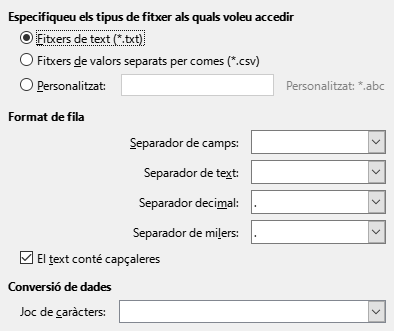 Especifiqueu els tipus de fitxer als quals voleu accedir
Fitxers de text (*.txt)
Fitxers de valors separats per comes (*.csv)
Personalitzat: Personalitzat: *.abc
Format de fila
Separador de camps:
Separador de text:
Separador decimal: .
Separador de milers: .
El text conté capçaleres
Conversió de dades
Joc de caràcters: